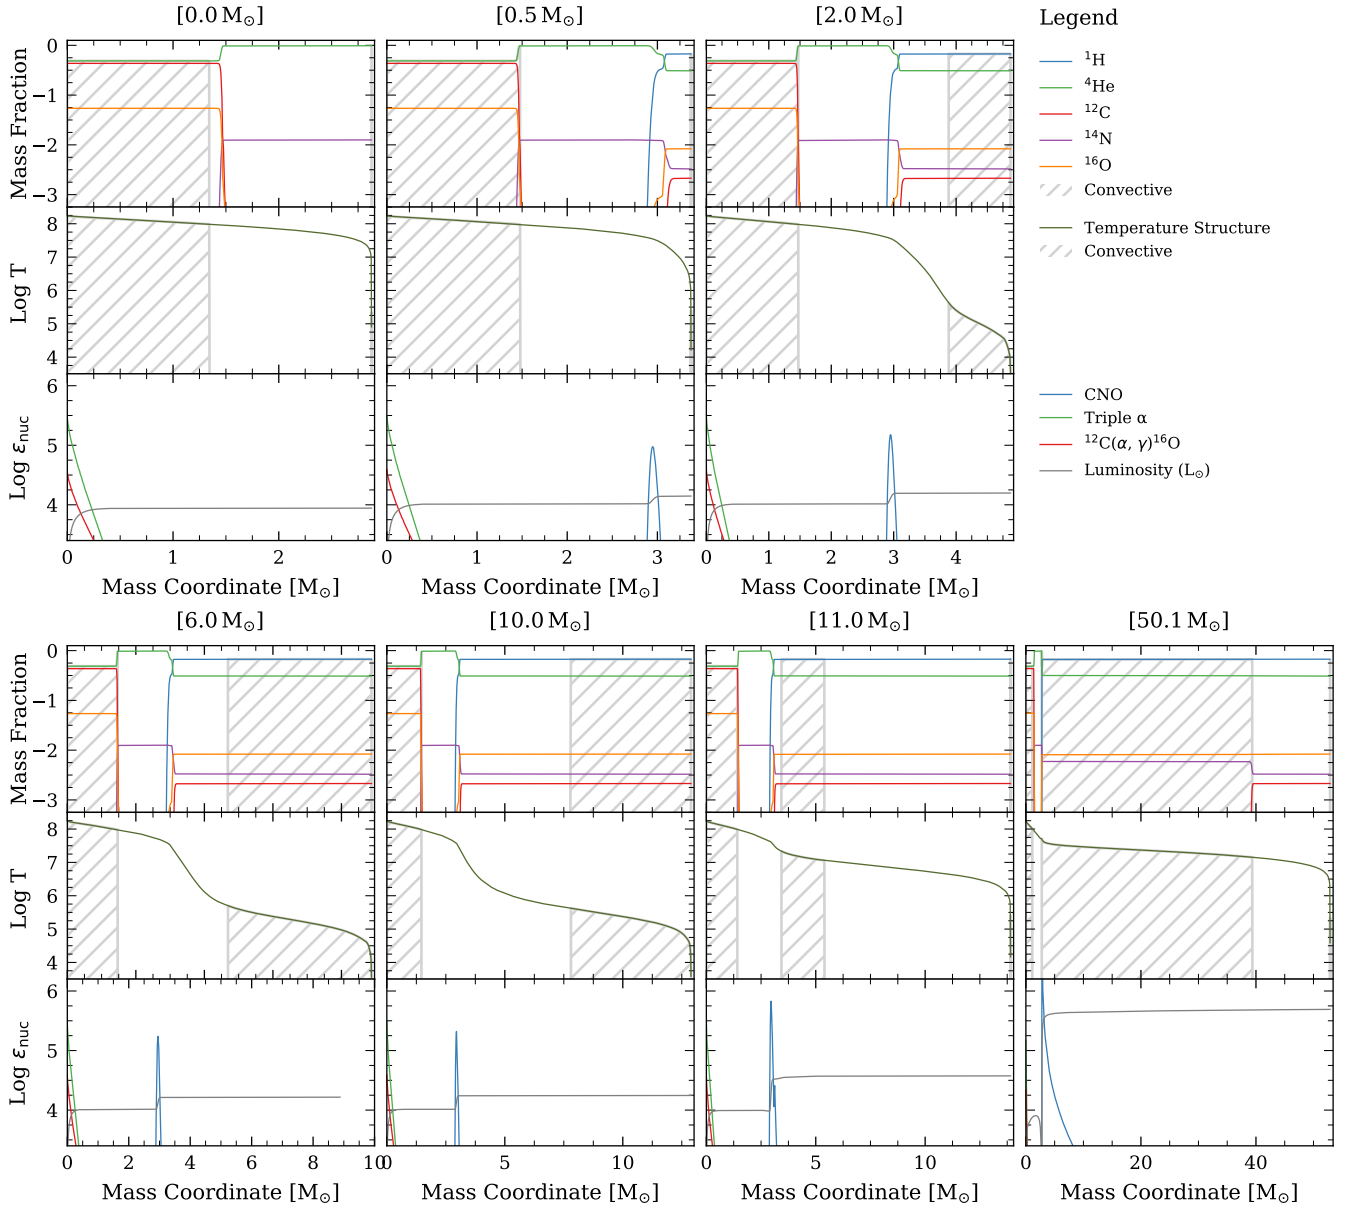 [0.0 M⊙]
[0.5 M⊙]
[2.0 M⊙]
Legend
¹H
⁴He
¹²C
¹⁴N
¹⁶O
Convective
Temperature Structure
Convective
CNO
Triple α
¹²C(α, γ)¹⁶O
Luminosity (L⊙)
Mass Fraction
0
−1
−2
−3
Log T
8
7
6
5
4
Log εnuc
6
5
4
0 1 2
0 1 2 3
0 1 2 3 4
Mass Coordinate [M⊙]
Mass Coordinate [M⊙]
Mass Coordinate [M⊙]
[6.0 M⊙]
[10.0 M⊙]
[11.0 M⊙]
[50.1 M⊙]
Mass Fraction
0
−1
−2
−3
Log T
8
7
6
5
4
Log εnuc
6
5
4
0 2 4 6 8 10
0 5 10
0 5 10
0 20 40
Mass Coordinate [M⊙]
Mass Coordinate [M⊙]
Mass Coordinate [M⊙]
Mass Coordinate [M⊙]